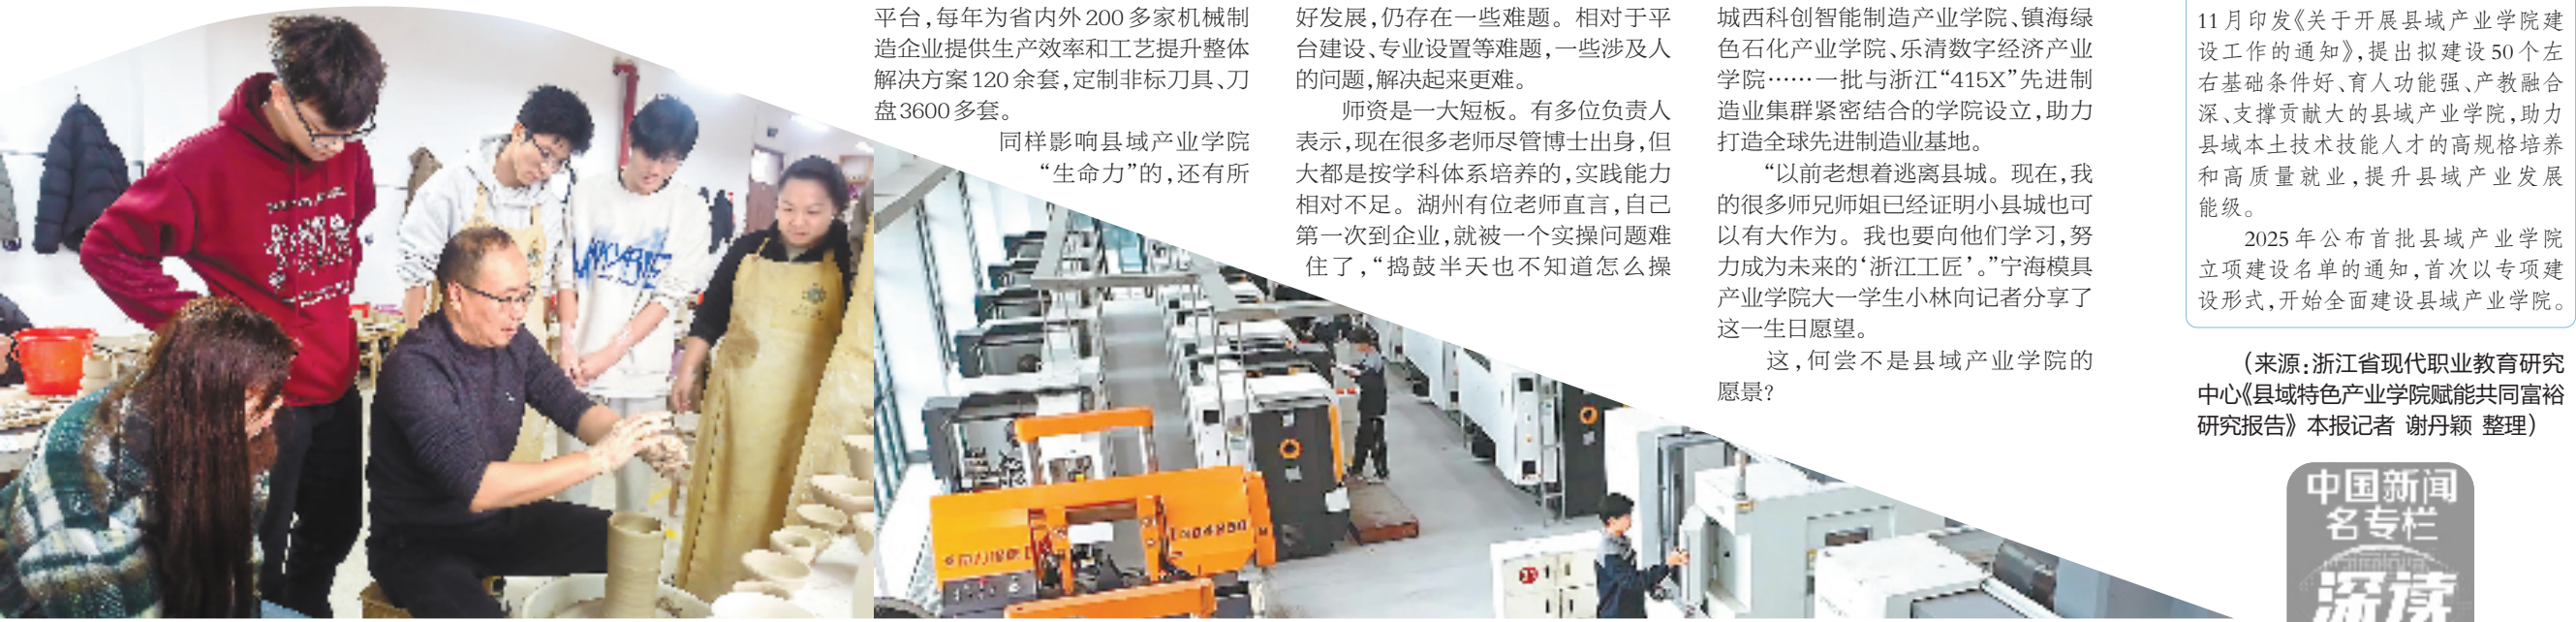 平台,每年为省内外200多家机械制
造企业提供生产效率和工艺提升整体
解决方案120余套,定制非标刀具、刀
盘3600多套。
同样影响县域产业学院
“生命力”的,还有所
好发展,仍存在一些难题。相对于平
台建设、专业设置等难题,一些涉及人
的问题,解决起来更难。
师资是一大短板。有多位负责人
表示,现在很多老师尽管博士出身,但
大都是按学科体系培养的,实践能力
相对不足。湖州有位老师直言,自己
第一次到企业,就被一个实操问题难
住了,“捣鼓半天也不知道怎么操
城西科创智能制造产业学院、镇海绿
色石化产业学院、乐清数字经济产业
学院……一批与浙江“415X”先进制
造业集群紧密结合的学院设立,助力
打造全球先进制造业基地。
“以前老想着逃离县城。现在,我
的很多师兄师姐已经证明小县城也可
以有大作为。我也要向他们学习,努
力成为未来的‘浙江工匠’。”宁海模具
产业学院大一学生小林向记者分享了
这一生日愿望。
这,何尝不是县域产业学院的
愿景?
11月印发《关于开展县域产业学院建
设工作的通知》,提出拟建设50个左
右基础条件好、育人功能强、产教融合
深、支撑贡献大的县域产业学院,助力
县域本土技术技能人才的高规格培养
和高质量就业,提升县域产业发展
能级。
2025年公布首批县域产业学院
立项建设名单的通知,首次以专项建
设形式,开始全面建设县域产业学院。
(来源:浙江省现代职业教育研究
中心《县域特色产业学院赋能共同富裕
研究报告》 本报记者 谢丹颖 整理)
中国新闻
名专栏
深读